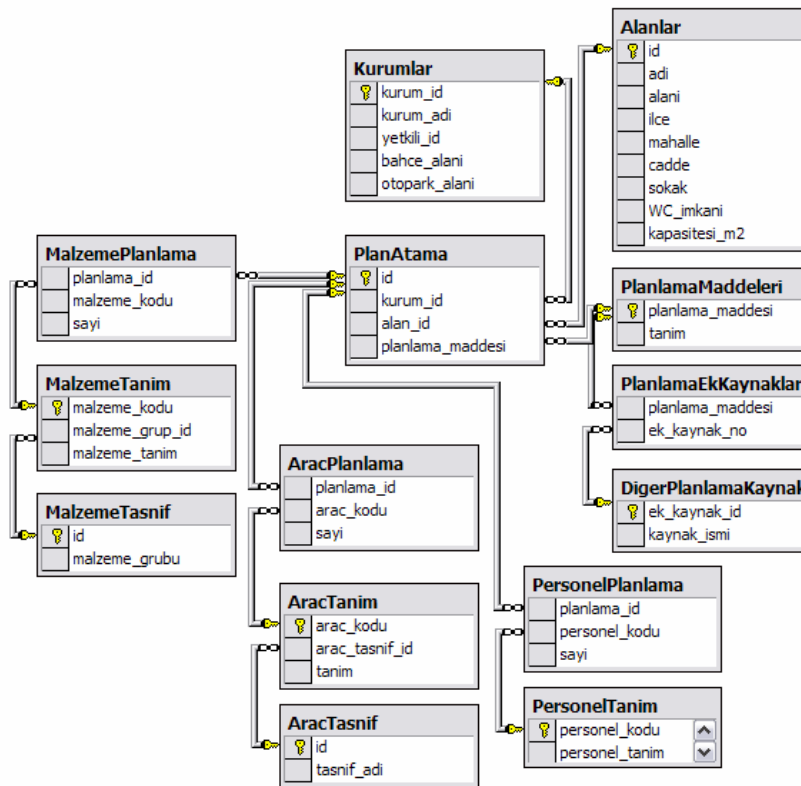 Kurumlar
kurum_id
kurum_adi
yetkili_id
bahce_alani
otopark_alani
Alanlar
id
adi
alani
ilce
mahalle
cadde
sokak
WC_imkani
kapasitesi_m2
MalzemePlanlama
planlama_id
malzeme_kodu
sayi
PlanAtama
id
kurum_id
alan_id
planlama_maddesi
PlanlamaMaddeleri
planlama_maddesi
tanim
MalzemeTanim
malzeme_kodu
malzeme_grup_id
malzeme_tanim
PlanlamaEkKaynaklar
planlama_maddesi
ek_kaynak_no
AracPlanlama
planlama_id
arac_kodu
sayi
MalzemeTasnif
id
malzeme_grubu
DigerPlanlamaKaynak
ek_kaynak_id
kaynak_ismi
AracTanim
arac_kodu
arac_tasnif_id
tanim
PersonelPlanlama
planlama_id
personel_kodu
sayi
AracTasnif
id
tasnif_adi
PersonelTanim
personel_kodu
personel_tanim